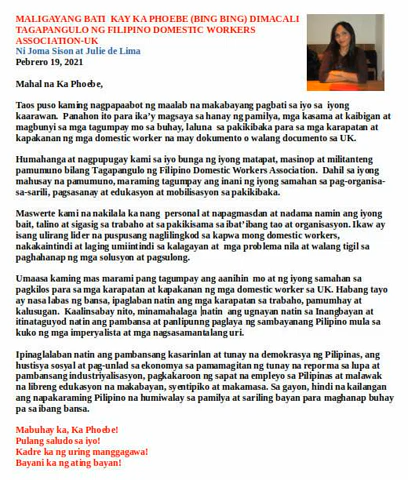 MALIGAYANG BATI  KAY KA PHOEBE (BING BING) DIMACALI
TAGAPANGULO NG FILIPINO DOMESTIC WORKERS
ASSOCIATION-UK
Ni Joma Sison at Julie de Lima
Pebrero 19, 2021
Mahal na Ka Phoebe,
Taos puso kaming nagpapaabot ng maalab na makabayang pagbati sa iyo sa  iyong
kaarawan.  Panahon ito para ika’y magsaya sa hanay ng pamilya, mga kasama at kaibigan at
magbunyi sa mga tagumpay mo sa buhay, laluna  sa pakikibaka para sa mga karapatan at
kapakanan ng mga domestic worker na may dokumento o walang documento sa UK.
Humahanga at nagpupugay kami sa iyo bunga ng iyong matapat, masinop at militanteng
pamumuno bilang Tagapangulo ng Filipino Domestic Workers Association.  Dahil sa iyong
mahusay na pamumuno, maraming tagumpay ang inani ng iyong samahan sa pag-organisa-
sa-sarili, pagsasanay at edukasyon at mobilisasyon sa pakikibaka.
Maswerte kami na nakilala ka nang  personal at napagmasdan at nadama namin ang iyong
bait, talino at sigasig sa trabaho at sa pakikisama sa ibat’ibang tao at organisasyon. Ikaw ay
isang ulirang lider na puspusang naglilingkod sa kapwa mong domestic workers,
nakakaintindi at laging umiintindi sa kalagayan at  mga problema nila at walang tigil sa
paghahanap ng mga solusyon at pagsulong.
Umaasa kaming mas marami pang tagumpay ang aanihin  mo at ng iyong samahan sa
pagkilos para sa mga karapatan at kapakanan ng mga domestic worker sa UK. Habang tayo
ay nasa labas ng bansa, ipaglaban natin ang mga karapatan sa trabaho, pamumhay at
kalusugan.  Kaalinsabay nito, minamahalaga natin  ang ugnayan natin sa Inangbayan at
itinataguyod natin ang pambansa at panlipunng paglaya ng sambayanang Pilipino mula sa
kuko ng mga imperyalista at mga nagsasamantalang uri.
Ipinaglalaban natin ang pambansang kasarinlan at tunay na demokrasya ng Pilipinas, ang
hustisya sosyal at pag-unlad sa ekonomya sa pamamagitan ng tunay na reporma sa lupa at
pambansang industriyalisasyon, pagkakaroon ng sapat na empleyo sa Pilipinas at malawak
na libreng edukasyon na makabayan, syentipiko at makamasa. Sa gayon, hindi na kailangan
ang napakaraming Pilipino na humiwalay sa pamilya at sariling bayan para maghanap buhay
pa sa ibang bansa.
Mabuhay ka, Ka Phoebe!
Pulang saludo sa iyo!
Kadre ka ng uring manggagawa!
Bayani ka ng ating bayan!